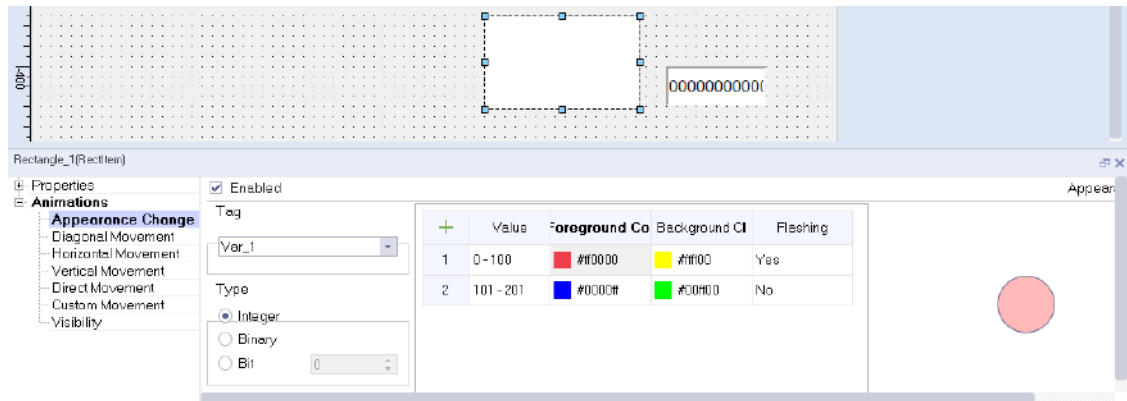 400
0000000000
Rectangle_1(RectItem)
Properties
Animations
Appearance Change
Diagonal Movement
Horizontal Movement
Vertical Movement
Direct Movement
Custom Movement
Visibility
Enabled
Appear
Tag
Var_1
Type
Integer
Binary
Bit
0
Value Foreground Co Background Cl Flashing
1 0 - 100 #ff0000 #ffff00 Yes
2 101 - 201 #0000ff #00ff00 No